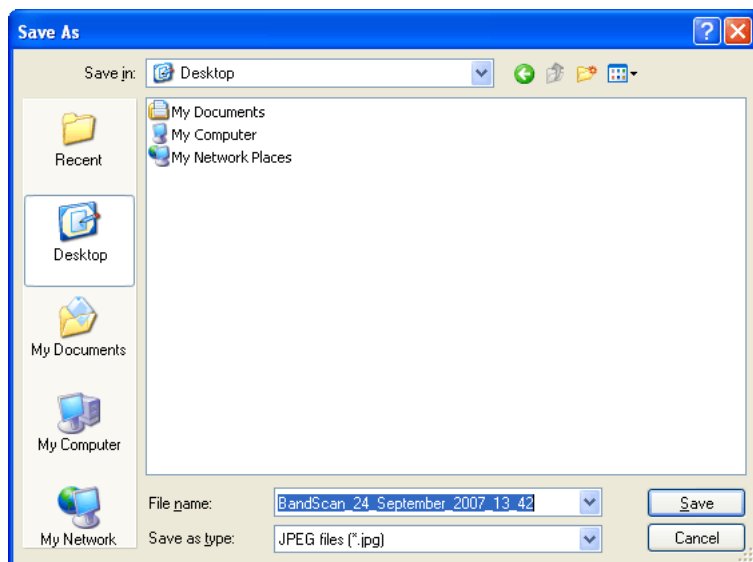 Save As
Save in:
Desktop
Recent
Desktop
My Documents
My Computer
My Network
My Documents
My Computer
My Network Places
File name:
BandScan_24_September_2007_13_42
Save
Save as type:
JPEG files (*.jpg)
Cancel